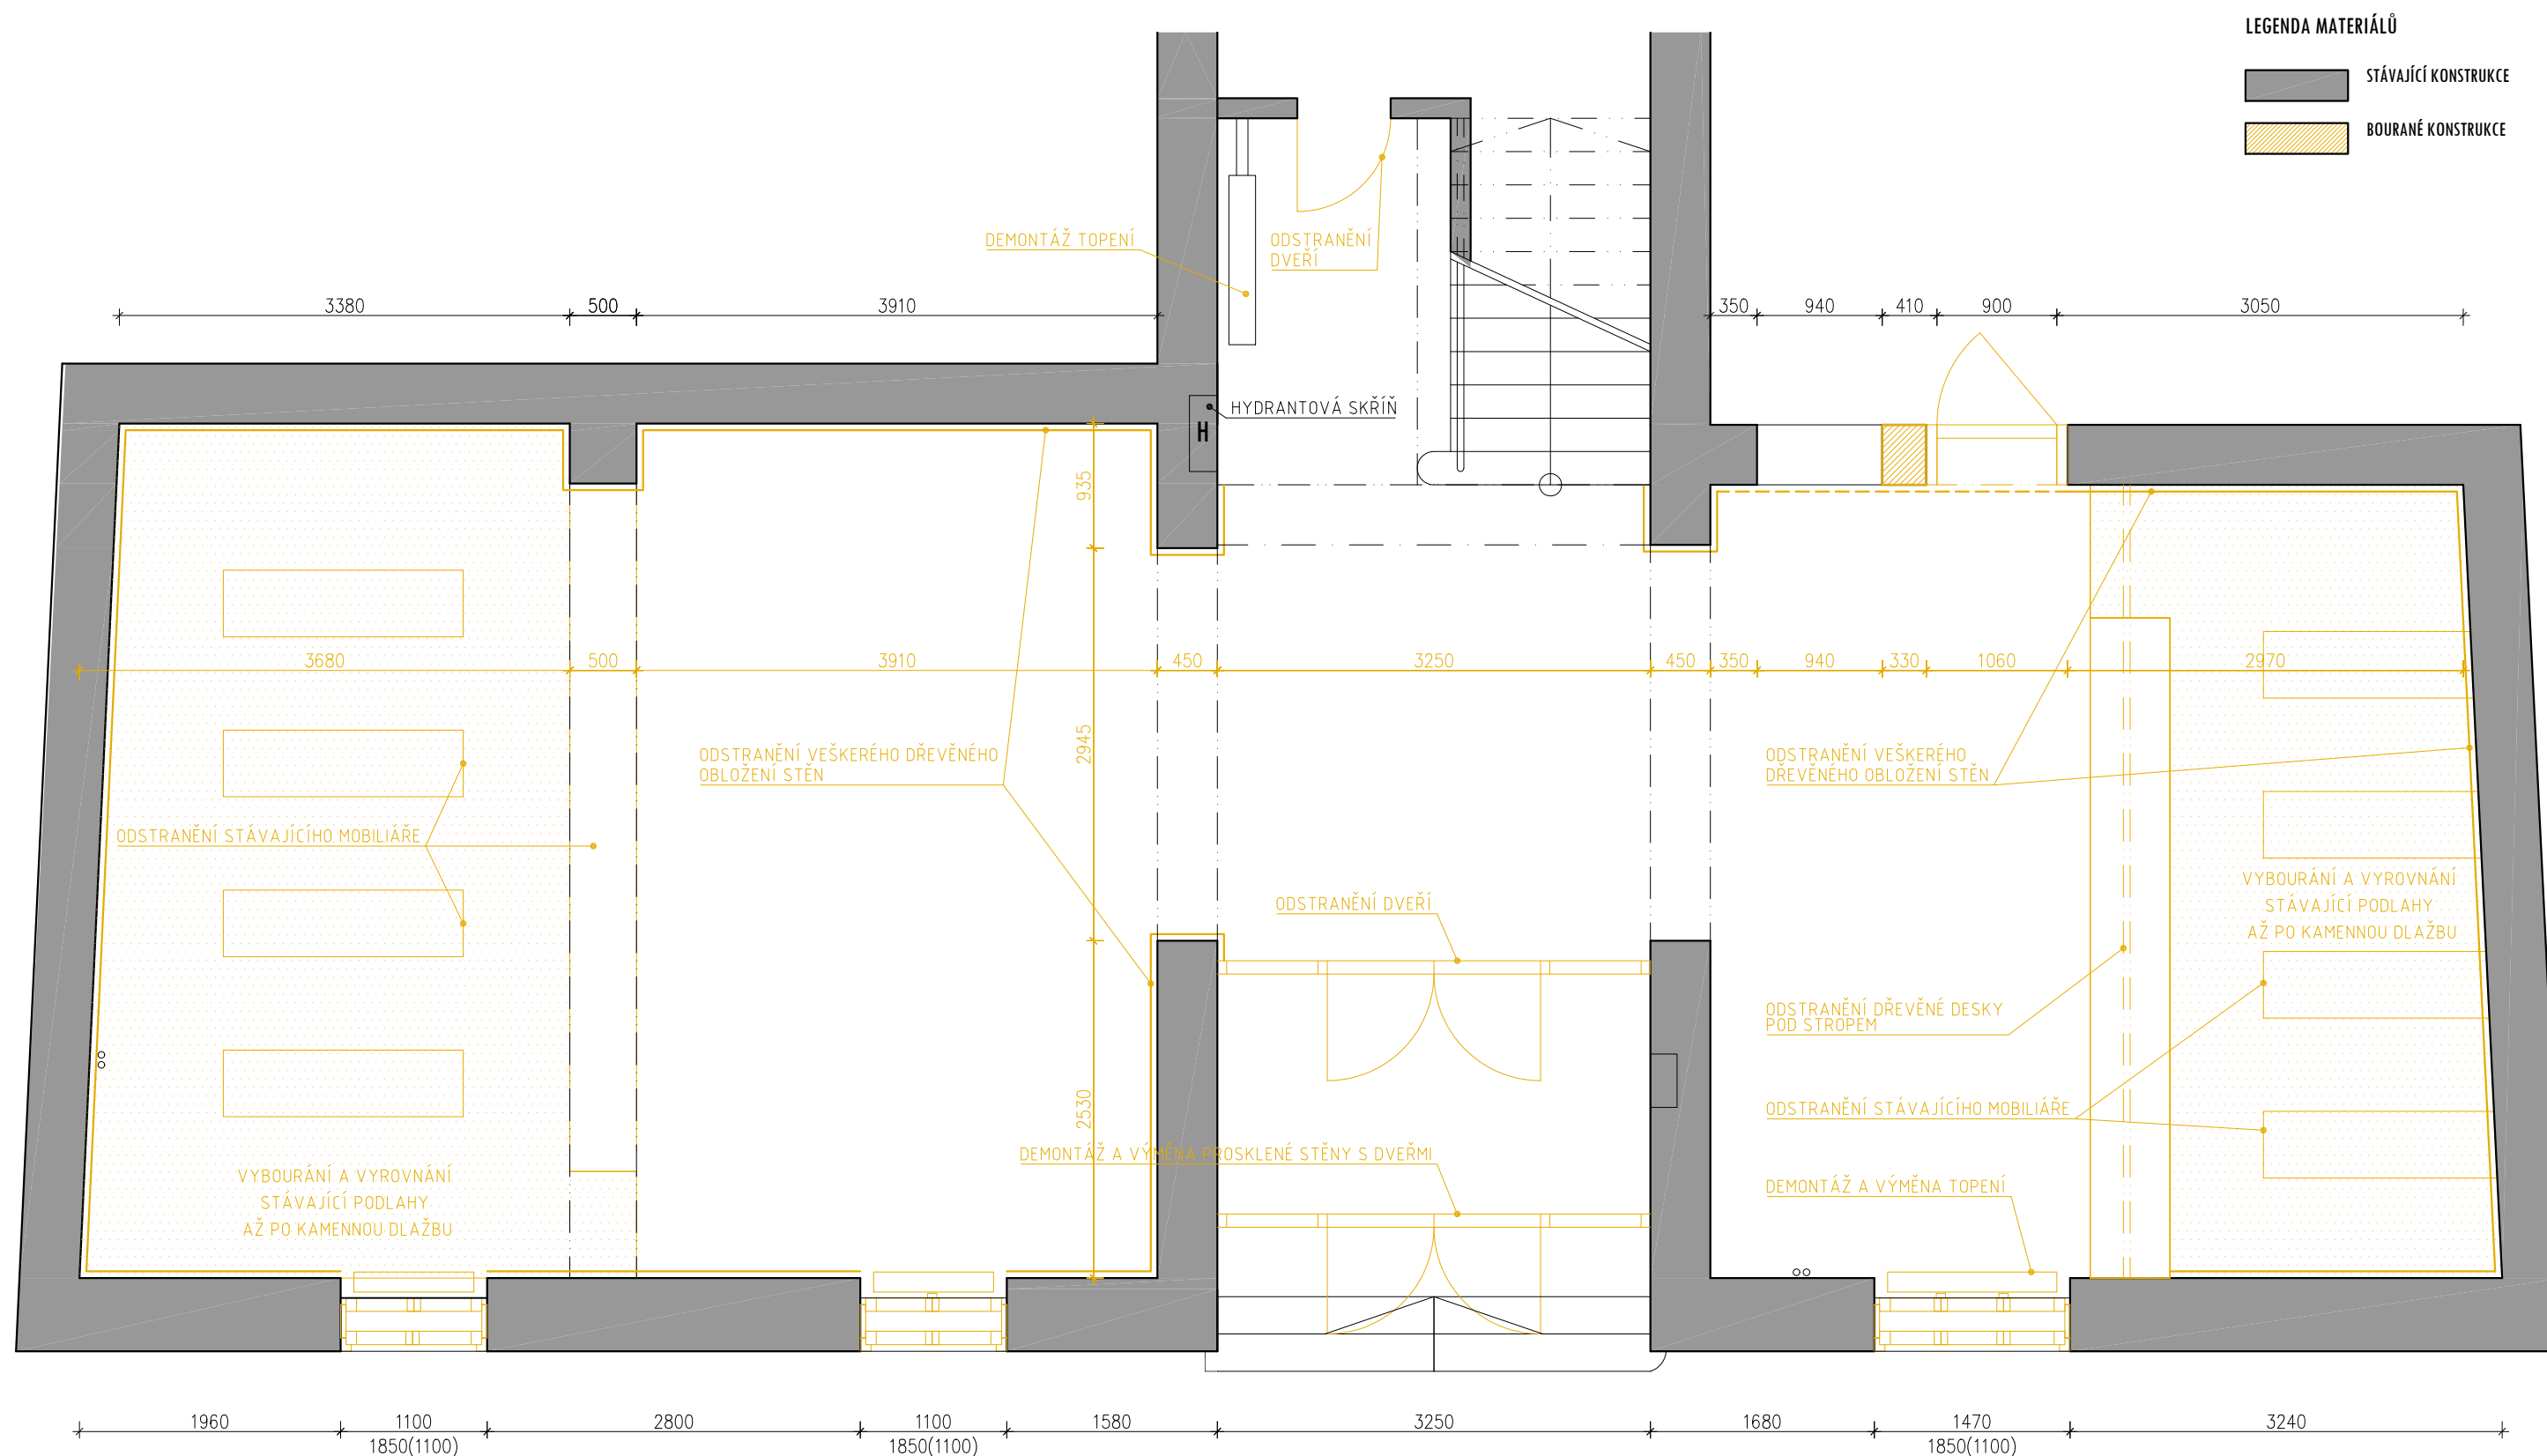 LEGENDA MATERIÁLŮ
STÁVAJÍCÍ KONSTRUKCE
BOURANÉ KONSTRUKCE
DEMONTÁŽ TOPENÍ
ODSTRANĚNÍ
DVEŘÍ
3380
500
3910
350
940
410
900
3050
HYDRANTOVÁ SKŘÍŇ
H
935
3680
500
3910
450
3250
450
350
940
330
1060
2970
2945
ODSTRANĚNÍ VEŠKERÉHO DŘEVĚNÉHO
OBLOŽENÍ STĚN
ODSTRANĚNÍ VEŠKERÉHO
DŘEVĚNÉHO OBLOŽENÍ STĚN
ODSTRANĚNÍ STÁVAJÍCÍHO MOBILIÁŘE
ODSTRANĚNÍ DVEŘÍ
VYBOURÁNÍ A VYROVNÁNÍ
STÁVAJÍCÍ PODLAHY
AŽ PO KAMENNOU DLAŽBU
ODSTRANĚNÍ DŘEVĚNÉ DESKY
POD STROPEM
2530
ODSTRANĚNÍ STÁVAJÍCÍHO MOBILIÁŘE
DEMONTÁŽ A VÝMĚNA PROSKLENÉ STĚNY S DVEŘMI
DEMONTÁŽ A VÝMĚNA TOPENÍ
VYBOURÁNÍ A VYROVNÁNÍ
STÁVAJÍCÍ PODLAHY
AŽ PO KAMENNOU DLAŽBU
1960
1100
2800
1100
1580
3250
1680
1470
3240
1850(1100)
1850(1100)
1850(1100)